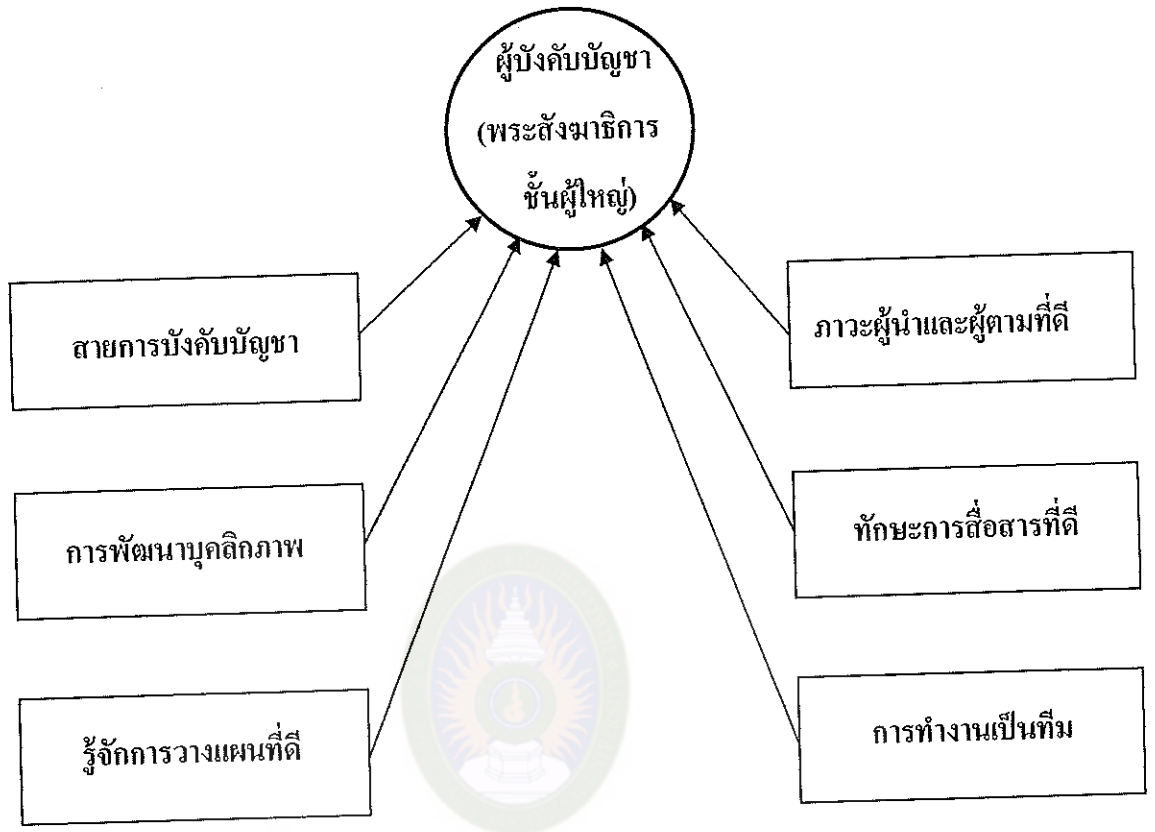 ผู้บังคับบัญชา
(พระสังฆาธิการ
ชั้นผู้ใหญ่)
สายการบังคับบัญชา
ภาวะผู้นำและผู้ตามที่ดี
การพัฒนาบุคลิกภาพ
ทักษะการสื่อสารที่ดี
รู้จักการวางแผนที่ดี
การทำงานเป็นทีม